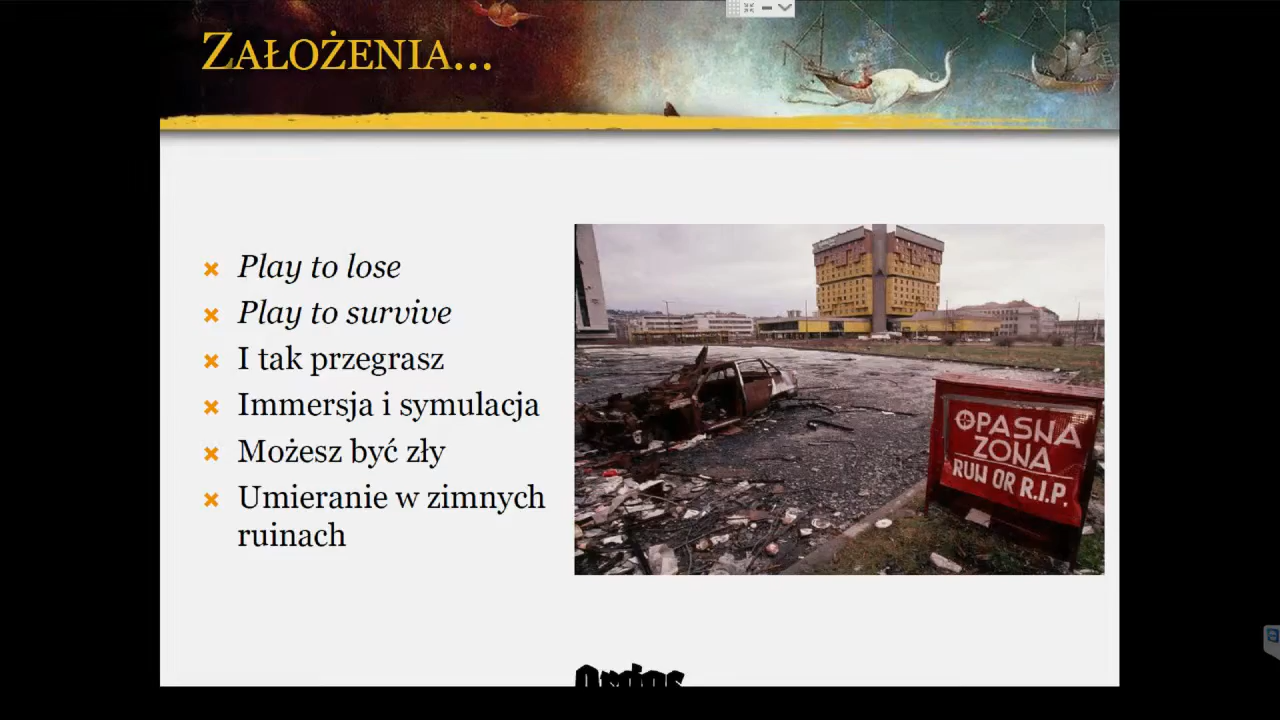 ZAŁOŻENIA...
Play to lose
Play to survive
I tak przegrasz
Immersja i symulacja
Możesz być zły
Umieranie w zimnych
ruinach
OPASNA
ZONA
RUN OR R.I.P.